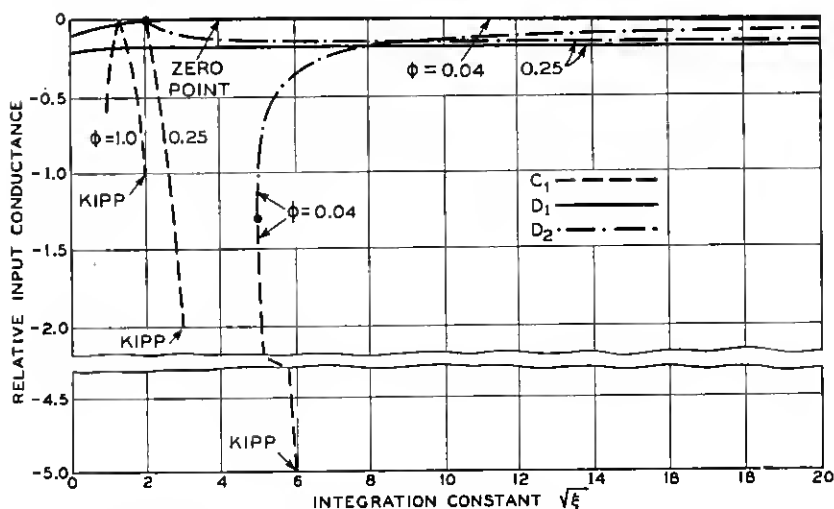 0
-0.5
-1.0
-1.5
-2.0
-4.5
-5.0
RELATIVE INPUT CONDUCTANCE
ZERO
POINT
ϕ = 0.04
0.25
ϕ=1.0
0.25
KIPP
ϕ= 0.04
C₁
D₁
D₂
KIPP
KIPP
0 2 4 6 8 10 12 14 16 18 20
INTEGRATION CONSTANT √ξ